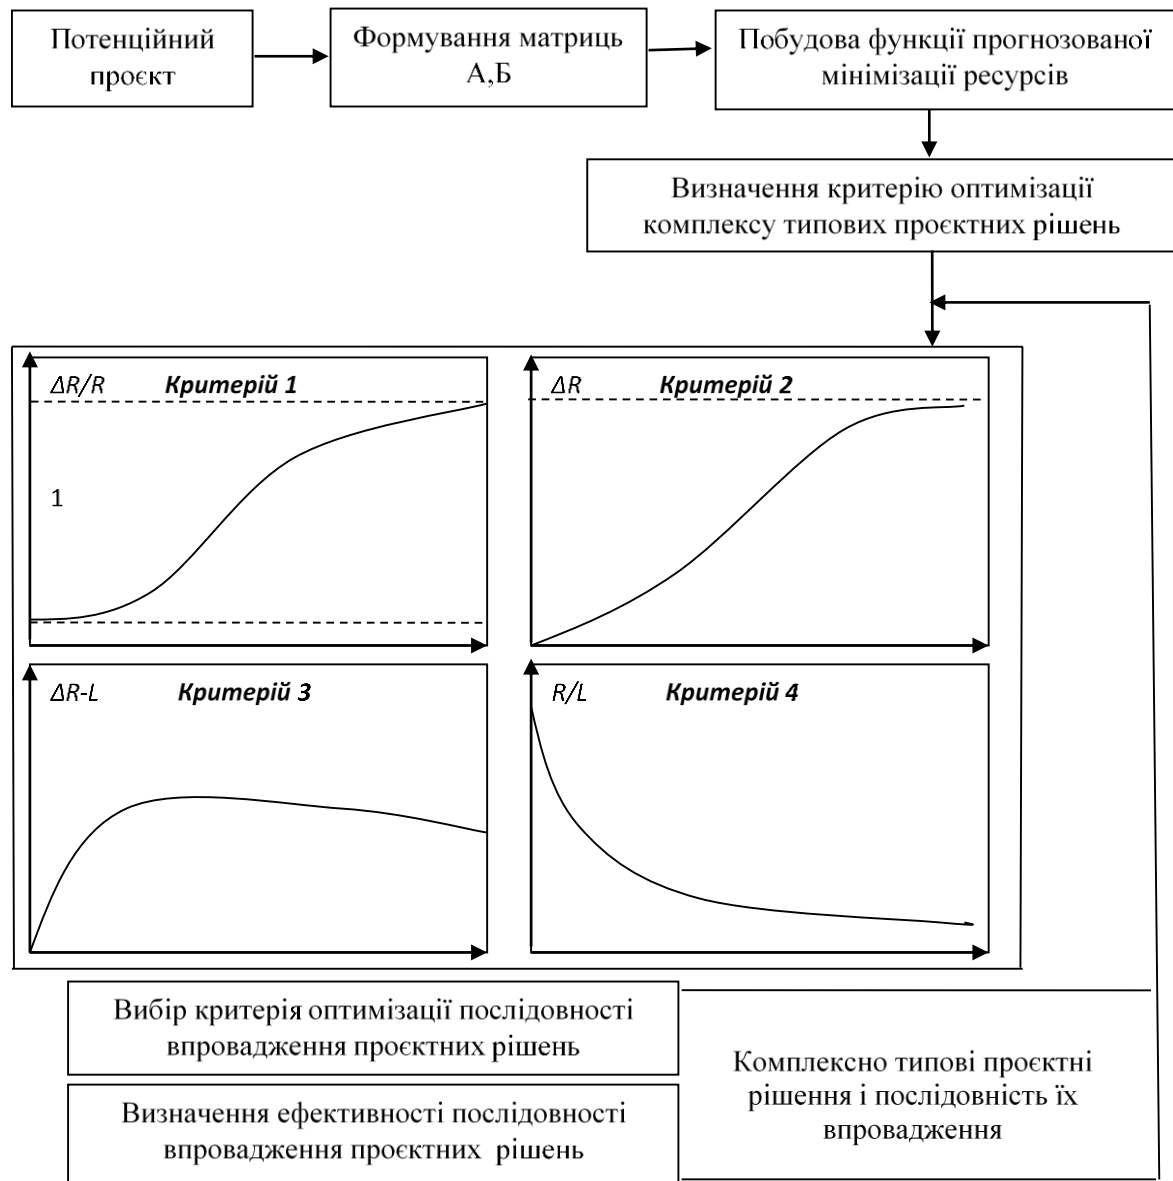 Потенційний
проєкт
Формування матриць
А,Б
Побудова функції прогнозованої
мінімізації ресурсів
Визначення критерію оптимізації
комплексу типових проєктних рішень
ΔR/R Критерій 1
1
ΔR Критерій 2
ΔR-L Критерій 3
R/L Критерій 4
Вибір критерія оптимізації послідовності
впровадження проєктних рішень
Визначення ефективності послідовності
впровадження проєктних рішень
Комплексно типові проєктні
рішення і послідовність їх
впровадження